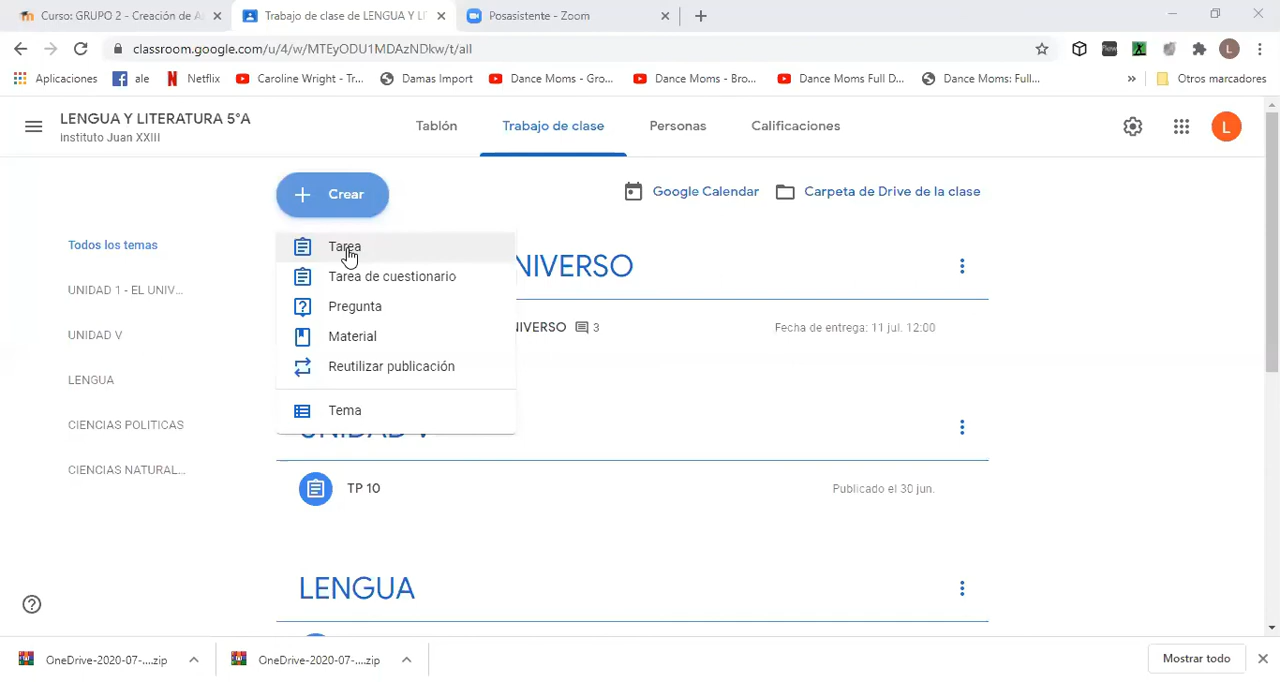 Curso: GRUPO 2 - Creación de A
Trabajo de clase de LENGUA Y LI
Posasistente - Zoom
classroom.google.com/u/4/w/MTEyODU1MDAzNDkw/t/all
Aplicaciones
ale
Netflix
Caroline Wright - Tr...
Damas Import
Dance Moms - Gro...
Dance Moms - Bro...
Dance Moms Full D...
Dance Moms: Full...
»
Otros marcadores
LENGUA Y LITERATURA 5°A
instituto Juan XXIII
Tablón
Trabajo de clase
Personas
Calificaciones
L
Crear
Google Calendar
Carpeta de Drive de la clase
Todos los temas
UNIDAD 1 - EL UNIV...
UNIDAD V
LENGUA
CIENCIAS POLITICAS
CIENCIAS NATURAL...
Tarea
Tarea de cuestionario
Pregunta
Material
Reutilizar publicación
Tema
NIVERSO
NIVERSO 3
Fecha de entrega: 11 jul. 12:00
UNIDAD V
TP 10
Publicado el 30 jun.
LENGUA
OneDrive-2020-07-....zip
OneDrive-2020-07-....zip
Mostrar todo